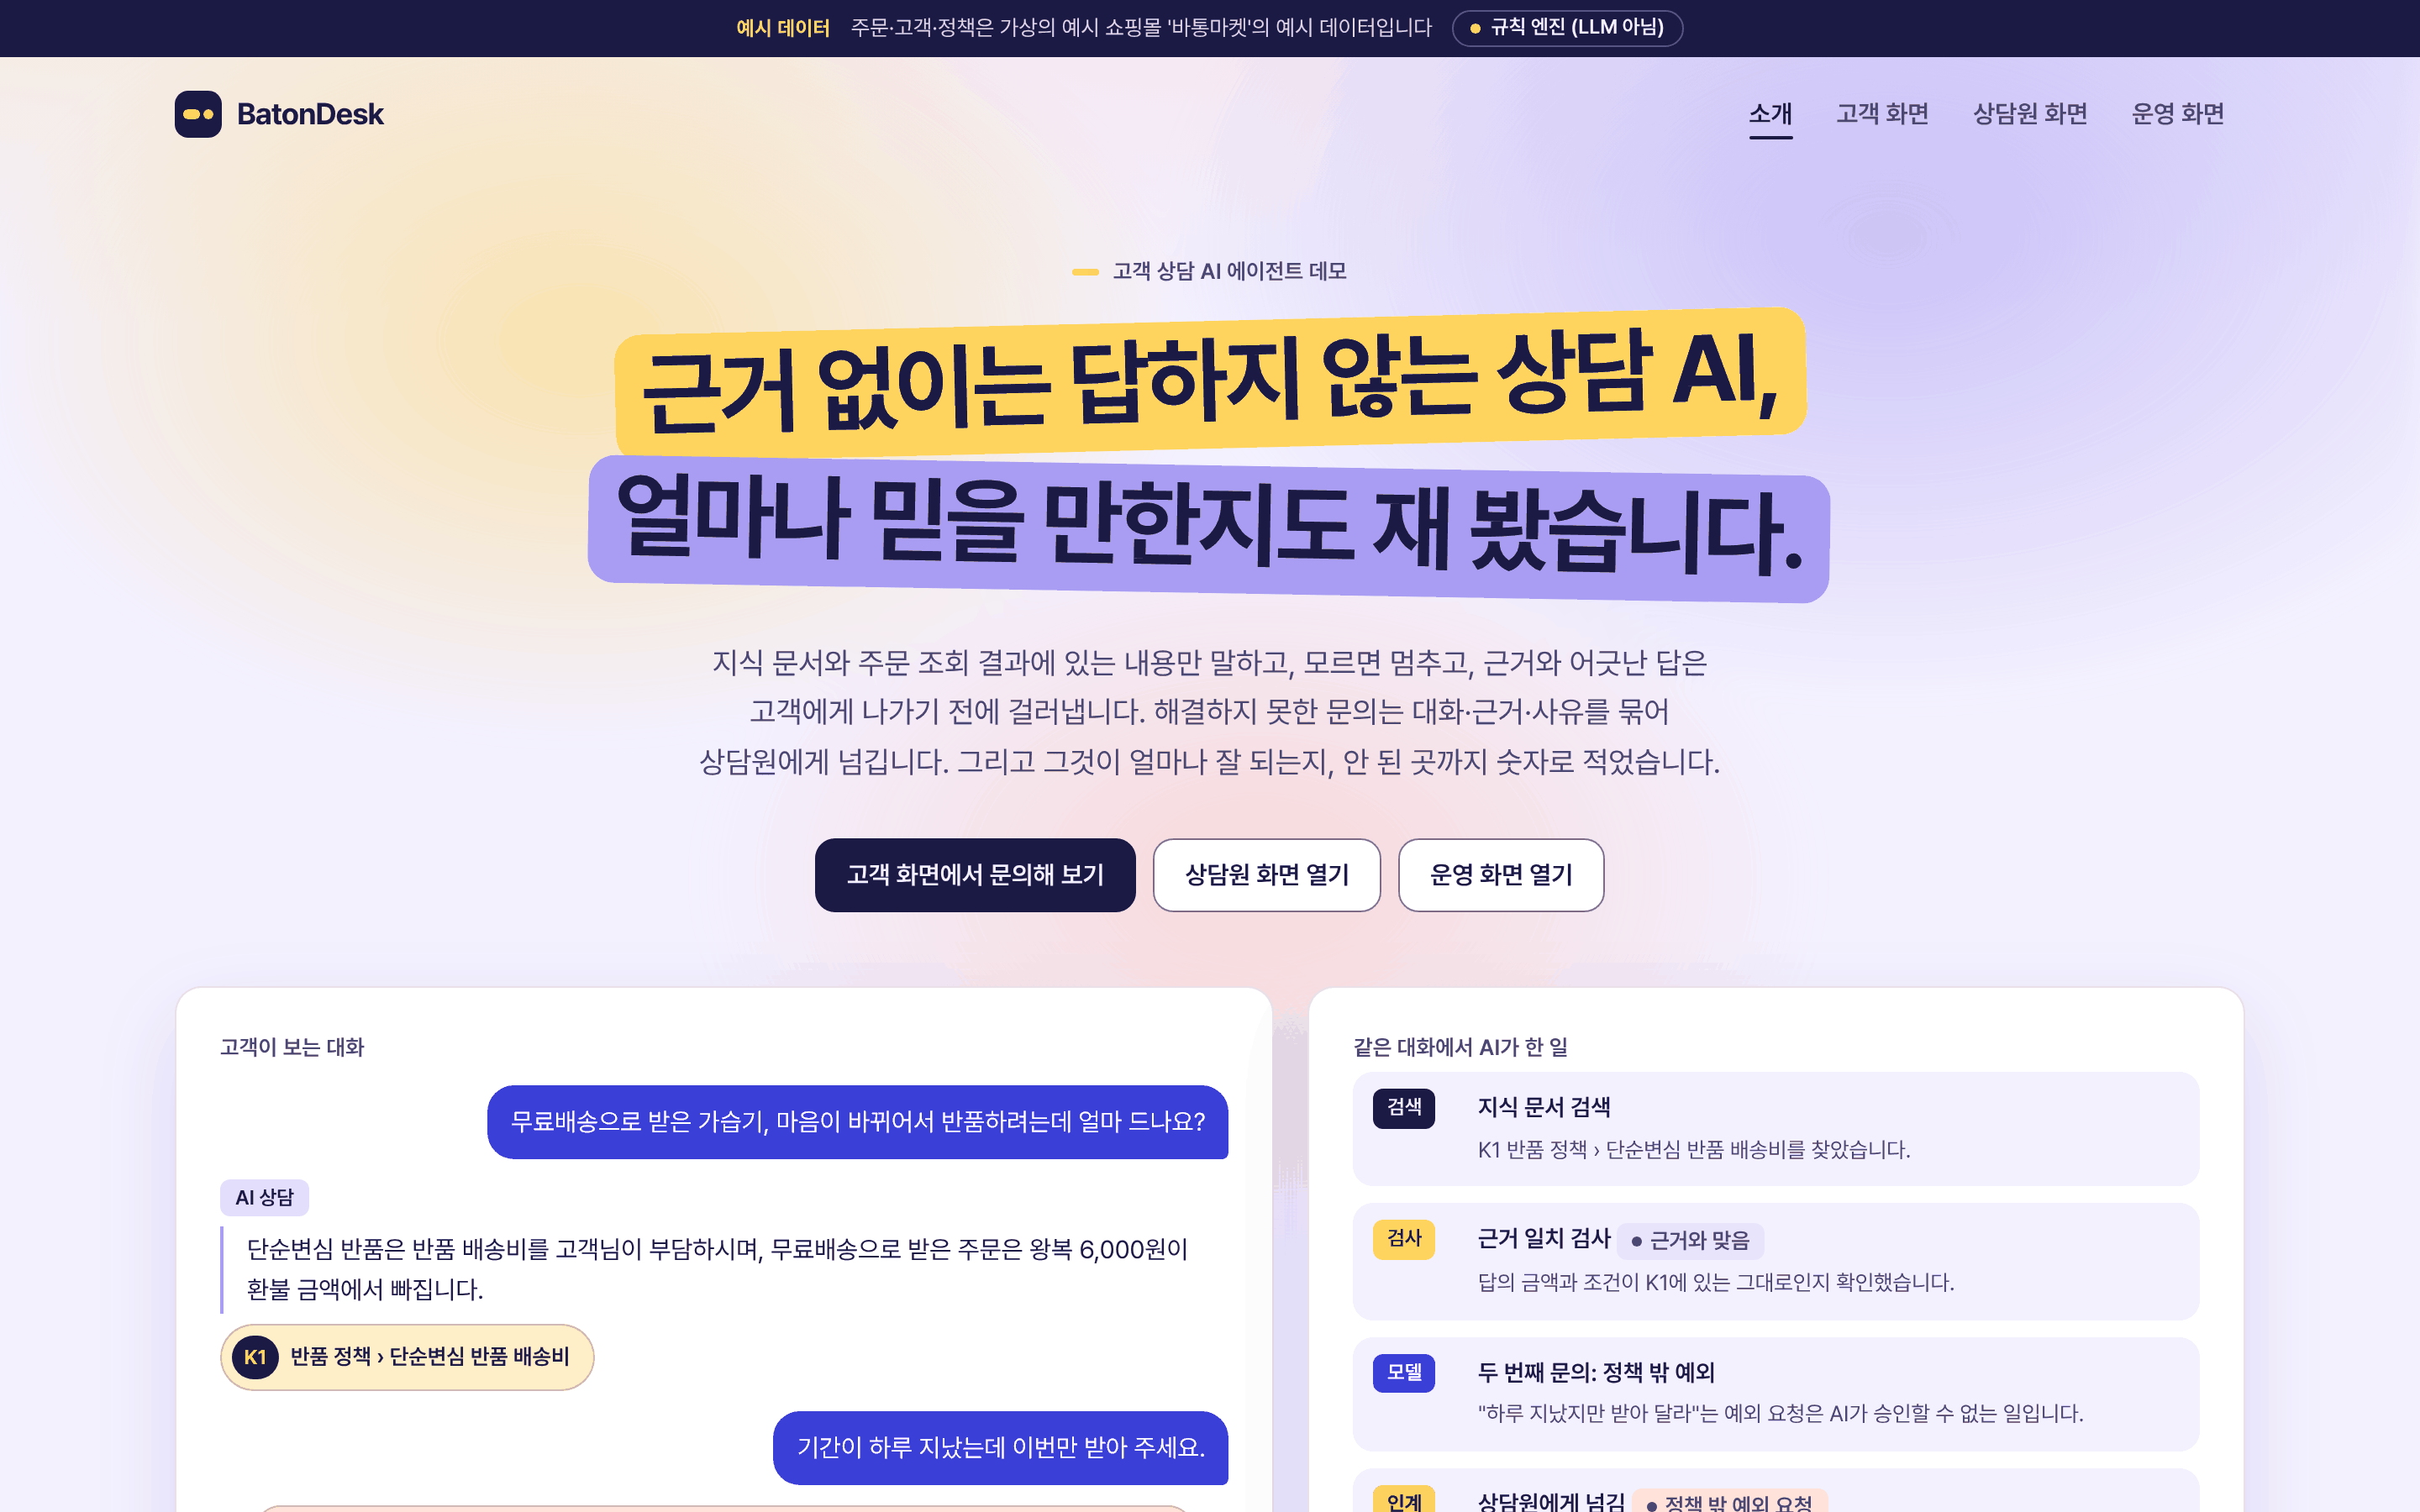 예시 데이터 주문·고객·정책은 가상의 예시 쇼핑몰 '바통마켓'의 예시 데이터입니다 규칙 엔진 (LLM 아님)
BatonDesk
소개 고객 화면 상담원 화면 운영 화면
고객 상담 AI 에이전트 데모
근거 없이는 답하지 않는 상담 AI,
얼마나 믿을 만한지도 재 봤습니다.
지식 문서와 주문 조회 결과에 있는 내용만 말하고, 모르면 멈추고, 근거와 어긋난 답은
고객에게 나가기 전에 걸러냅니다. 해결하지 못한 문의는 대화·근거·사유를 묶어
상담원에게 넘깁니다. 그리고 그것이 얼마나 잘 되는지, 안 된 곳까지 숫자로 적었습니다.
고객 화면에서 문의해 보기 상담원 화면 열기 운영 화면 열기
고객이 보는 대화
무료배송으로 받은 가습기, 마음이 바뀌어서 반품하려는데 얼마 드나요?
AI 상담
단순변심 반품은 반품 배송비를 고객님이 부담하시며, 무료배송으로 받은 주문은 왕복 6,000원이
환불 금액에서 빠집니다.
K1 반품 정책 › 단순변심 반품 배송비
기간이 하루 지났는데 이번만 받아 주세요.
같은 대화에서 AI가 한 일
검색 지식 문서 검색
K1 반품 정책 › 단순변심 반품 배송비를 찾았습니다.
검사 근거 일치 검사 근거와 맞음
답의 금액과 조건이 K1에 있는 그대로인지 확인했습니다.
모델 두 번째 문의: 정책 밖 예외
"하루 지났지만 받아 달라"는 예외 요청은 AI가 승인할 수 없는 일입니다.
인계 상담원에게 넘김 정책 밖 예외 요청